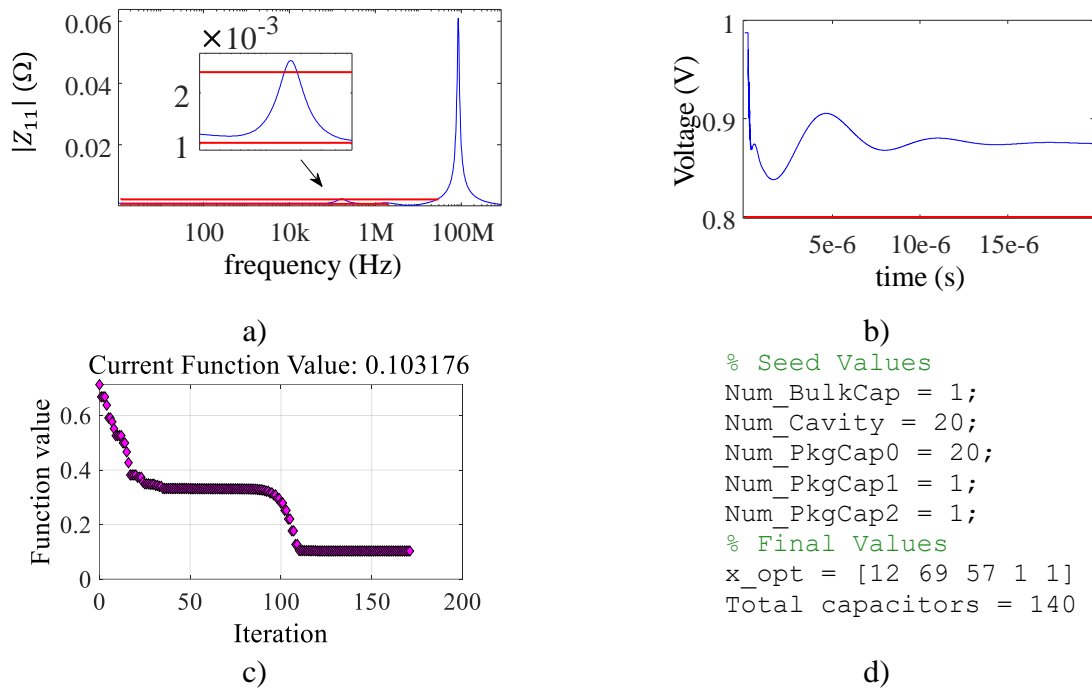 0.06
0.04
0.02
|Z11| (Ω)
×10⁻³
2
1
100
10k
1M
100M
frequency (Hz)
a)
1
0.9
0.8
Voltage (V)
5e-6
10e-6
15e-6
time (s)
b)
Current Function Value: 0.103176
0.6
0.4
0.2
0
Function value
0
50
100
150
200
Iteration
c)
% Seed Values
Num_BulkCap = 1;
Num_Cavity = 20;
Num_PkgCap0 = 20;
Num_PkgCap1 = 1;
Num_PkgCap2 = 1;
% Final Values
x_opt = [12 69 57 1 1]
Total capacitors = 140
d)